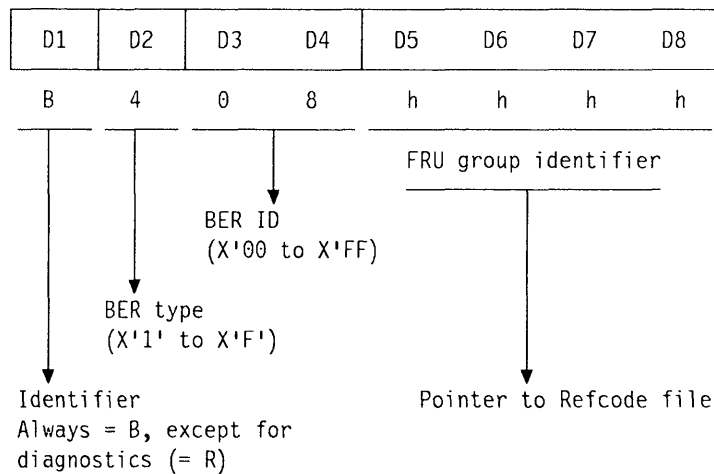 D1 D2 D3 D4 D5 D6 D7 D8
B 4 0 8 h h h h
FRU group identifier
BER ID
(X'00 to X'FF)
BER type
(X'1' to X'F')
Identifier
Always = B, except for
diagnostics (= R)
Pointer to Refcode file